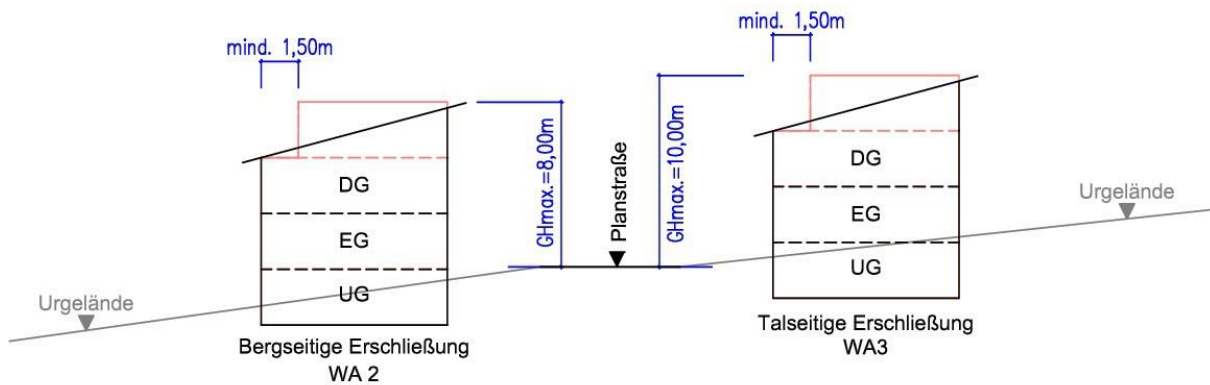 mind. 1,50m
DG
EG
UG
Urgelände
Bergseitige Erschließung
WA 2
GHmax.=8,00m
Planstraße
GHmax.=10,00m
mind. 1,50m
DG
EG
UG
Urgelände
Talseitige Erschließung
WA3